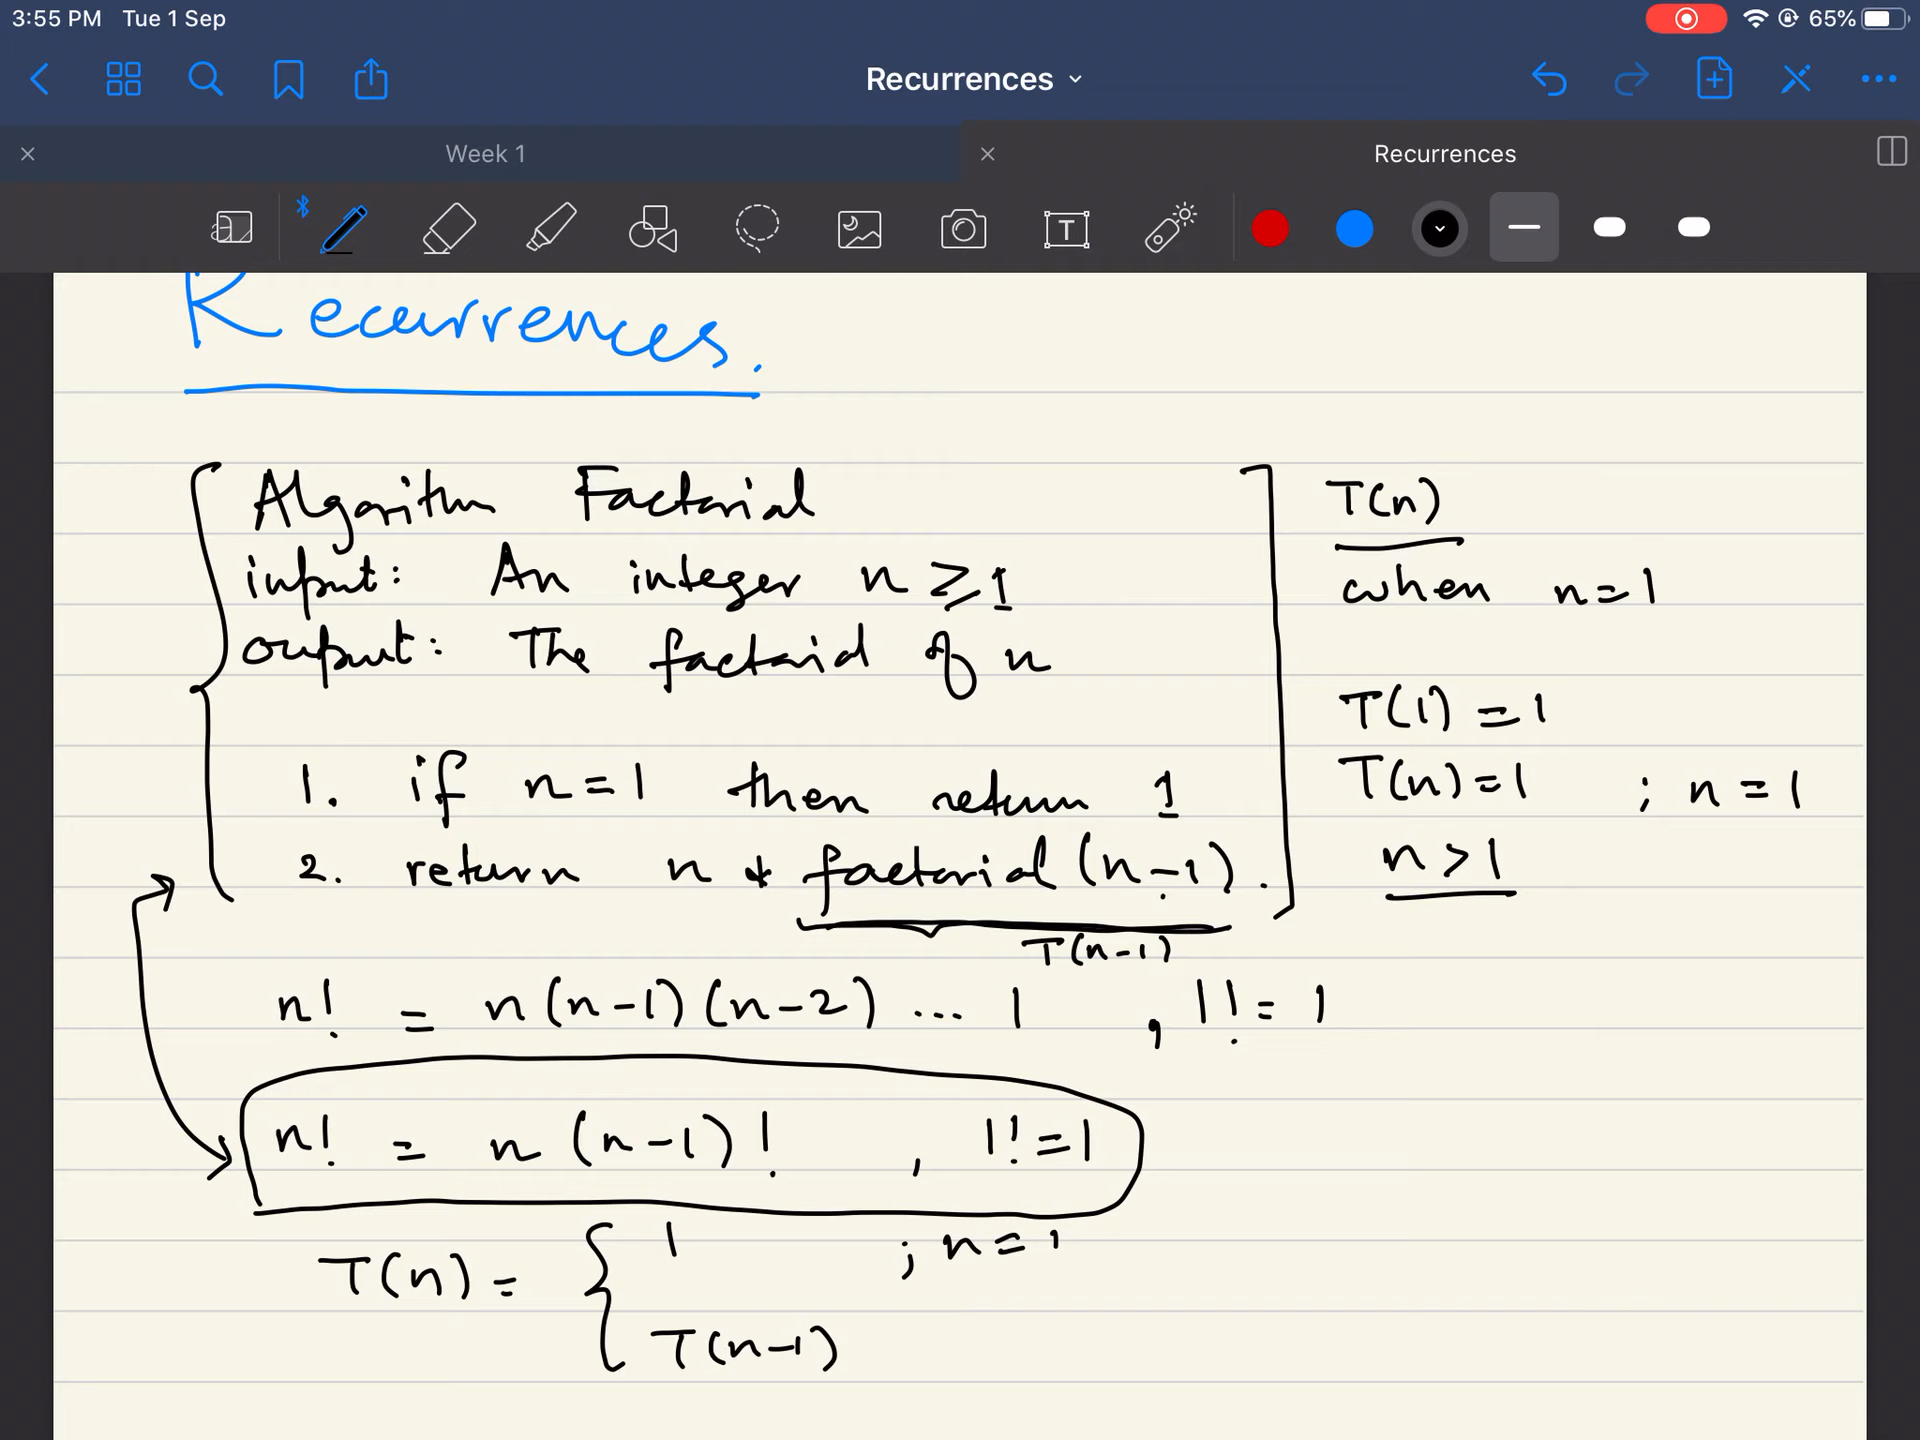 3:55 PM Tue 1 Sep 65%
Recurrences
Week 1 Recurrences
T
Recurrences.
Algorithm Factorial
input: An integer n ≥ 1
output: The factorial of n
1. if n = 1 then return 1
2. return n * factorial (n-1).
T(n-1)
T(n)
when n = 1
T(1) = 1
T(n) = 1 ; n = 1
n > 1
n! = n(n-1)(n-2) ... 1 , 1! = 1
n! = n (n-1)! , 1! = 1
T(n) = { 1 ; n = 1
T(n-1)